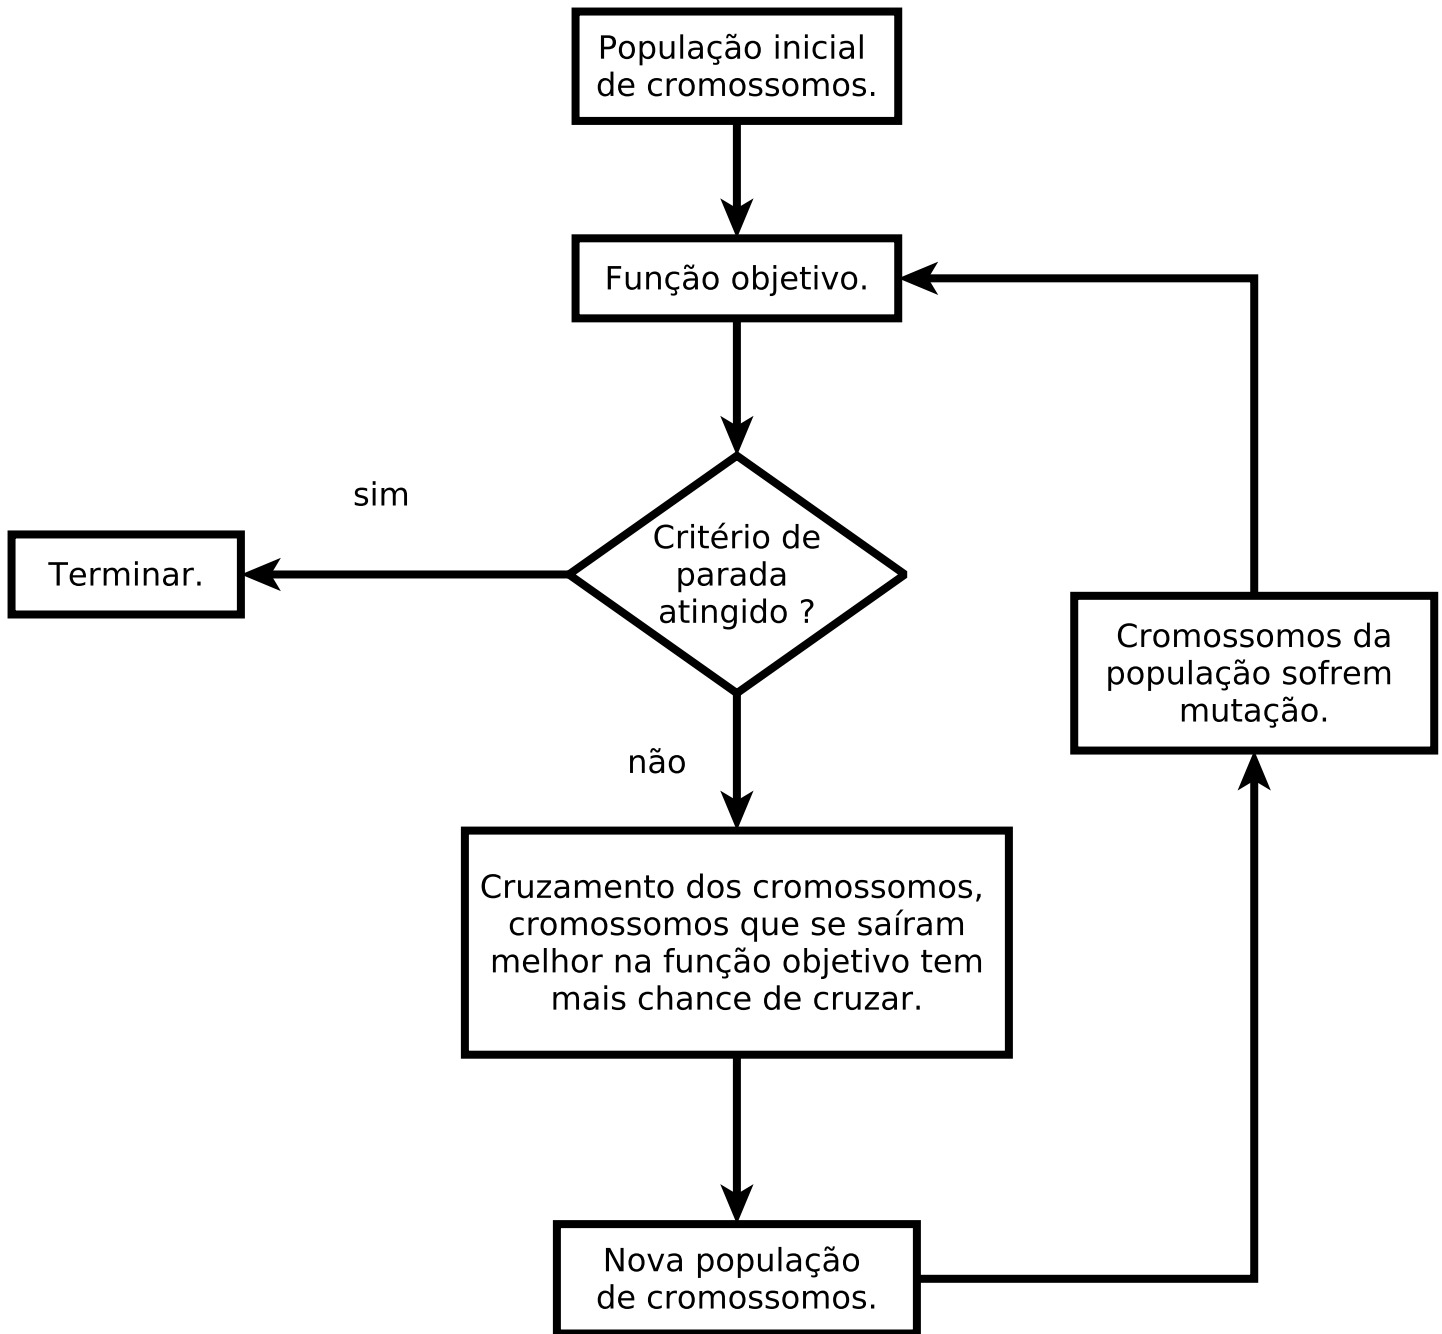 População inicial
de cromossomos.
Função objetivo.
sim
Critério de
parada
atingido ?
Terminar.
Cromossomos da
população sofrem
mutação.
não
Cruzamento dos cromossomos,
cromossomos que se saíram
melhor na função objetivo tem
mais chance de cruzar.
Nova população
de cromossomos.